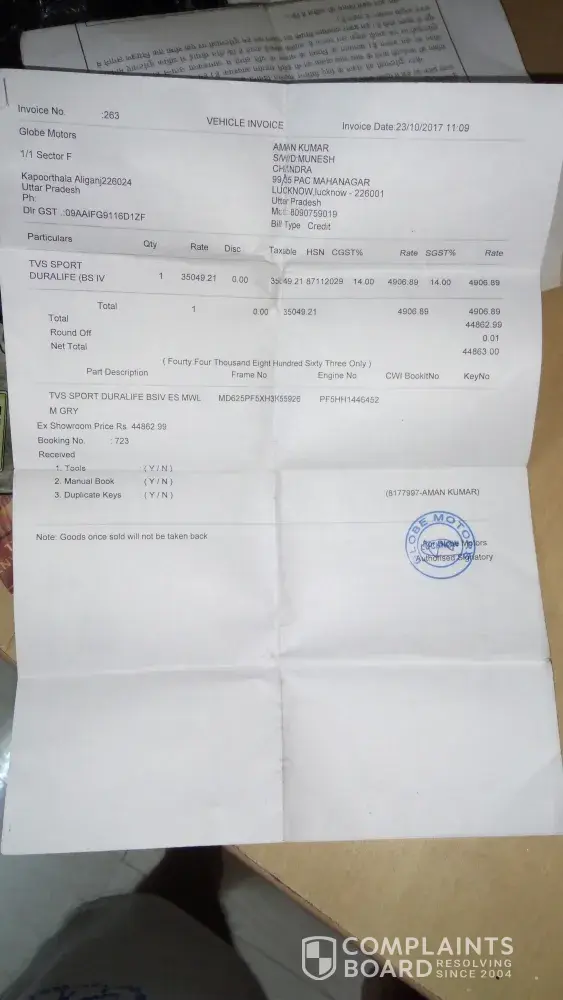 Invoice No. :263
VEHICLE INVOICE
Invoice Date:23/10/2017 11:09
Globe Motors
1/1 Sector F
Kapoorthala Aliganj226024
Uttar Pradesh
Ph:
Dlr GST .:09AAIFG9116D1ZF
AMAN KUMAR
S/W/D MUNESH
CHANDRA
PAC MAHANAGAR
LUCKNOW,lucknow - 226001
Uttar Pradesh
8090759019
Bill Type Credit
Particulars Qty Rate Disc Taxible HSN CGST% Rate SGST% Rate
TVS SPORT
DURALIFE (BS IV 1 35049.21 0.00 35049.21 87112029 14.00 4906.89 14.00 4906.89
Total 1 0.00 35049.21 4906.89 4906.89
Total 44862.99
Round Off 0.01
Net Total 44863.00
( Fourty Four Thousand Eight Hundred Sixty Three Only )
Part Description Frame No Engine No CWI BookitNo KeyNo
TVS SPORT DURALIFE BSIV ES MWL MD625PF5XH3K55926 PF5HH1446452
M.GRY
Ex Showroom Price Rs. 44862.99
Booking No. : 723
Received
1. Tools ( Y / N )
2. Manual Book ( Y / N )
3. Duplicate Keys ( Y / N )
(8177997-AMAN KUMAR)
Note: Goods once sold will not be taken back
GLOBE MOTORS
Motors
Authorised Signatory
COMPLAINTS
BOARD RESOLVING
SINCE 2004